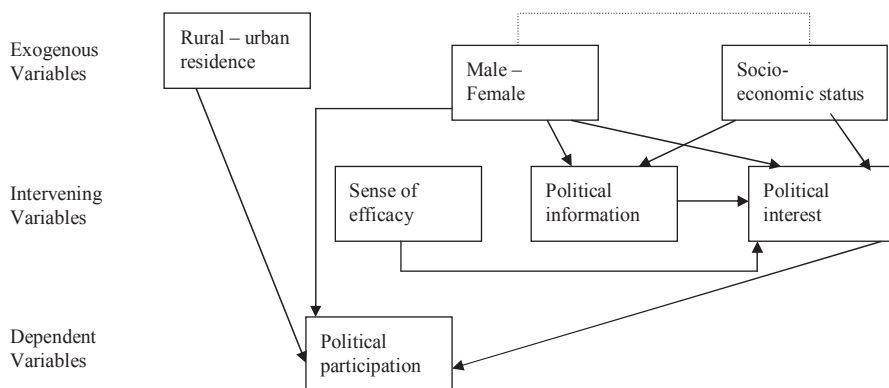 Exogenous
Variables
Rural – urban
residence
Male –
Female
Socio-
economic status
Intervening
Variables
Sense of
efficacy
Political
information
Political
interest
Dependent
Variables
Political
participation